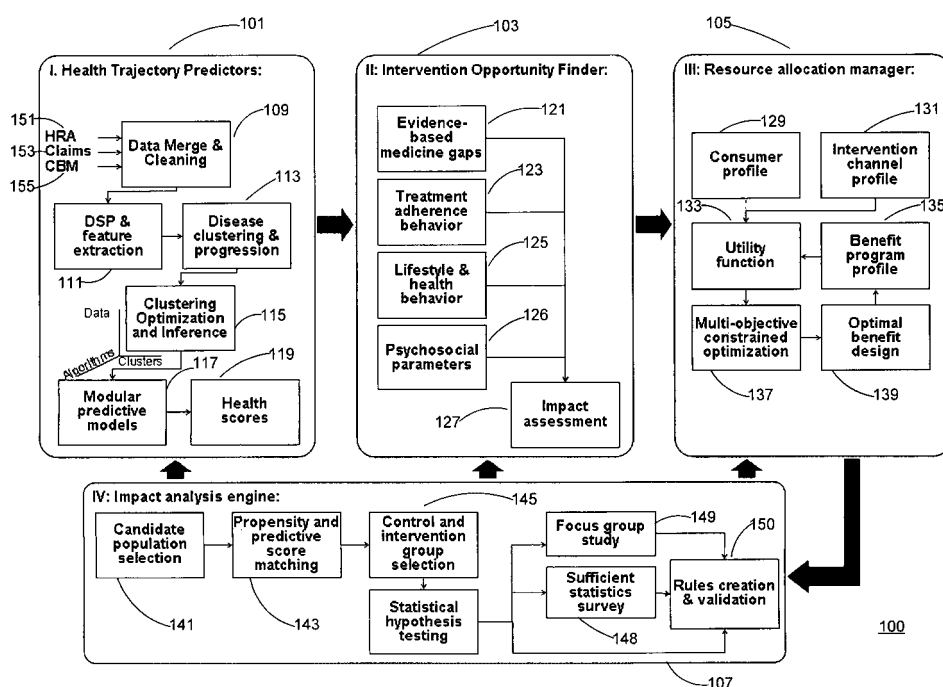 101
103
105
I. Health Trajectory Predictors:
151
HRA
153
Claims
155
CBM
109
Data Merge &
Cleaning
113
DSP &
feature
extraction
111
Disease
clustering &
progression
Clustering
Optimization
and Inference
115
Data
Algorithms
Clusters
117
119
Modular
predictive
models
Health
scores
II: Intervention Opportunity Finder:
121
Evidence-
based
medicine gaps
123
Treatment
adherence
behavior
125
Lifestyle &
health
behavior
126
Psychosocial
parameters
127
Impact
assessment
III: Resource allocation manager:
129
131
Consumer
profile
Intervention
channel
profile
133
135
Utility
function
Benefit
program
profile
Multi-objective
constrained
optimization
Optimal
benefit
design
137
139
IV: Impact analysis engine:
145
Candidate
population
selection
141
Propensity and
predictive
score
matching
143
Control and
intervention
group
selection
Statistical
hypothesis
testing
Focus group
study
149
Sufficient
statistics
survey
148
150
Rules creation
& validation
107
100